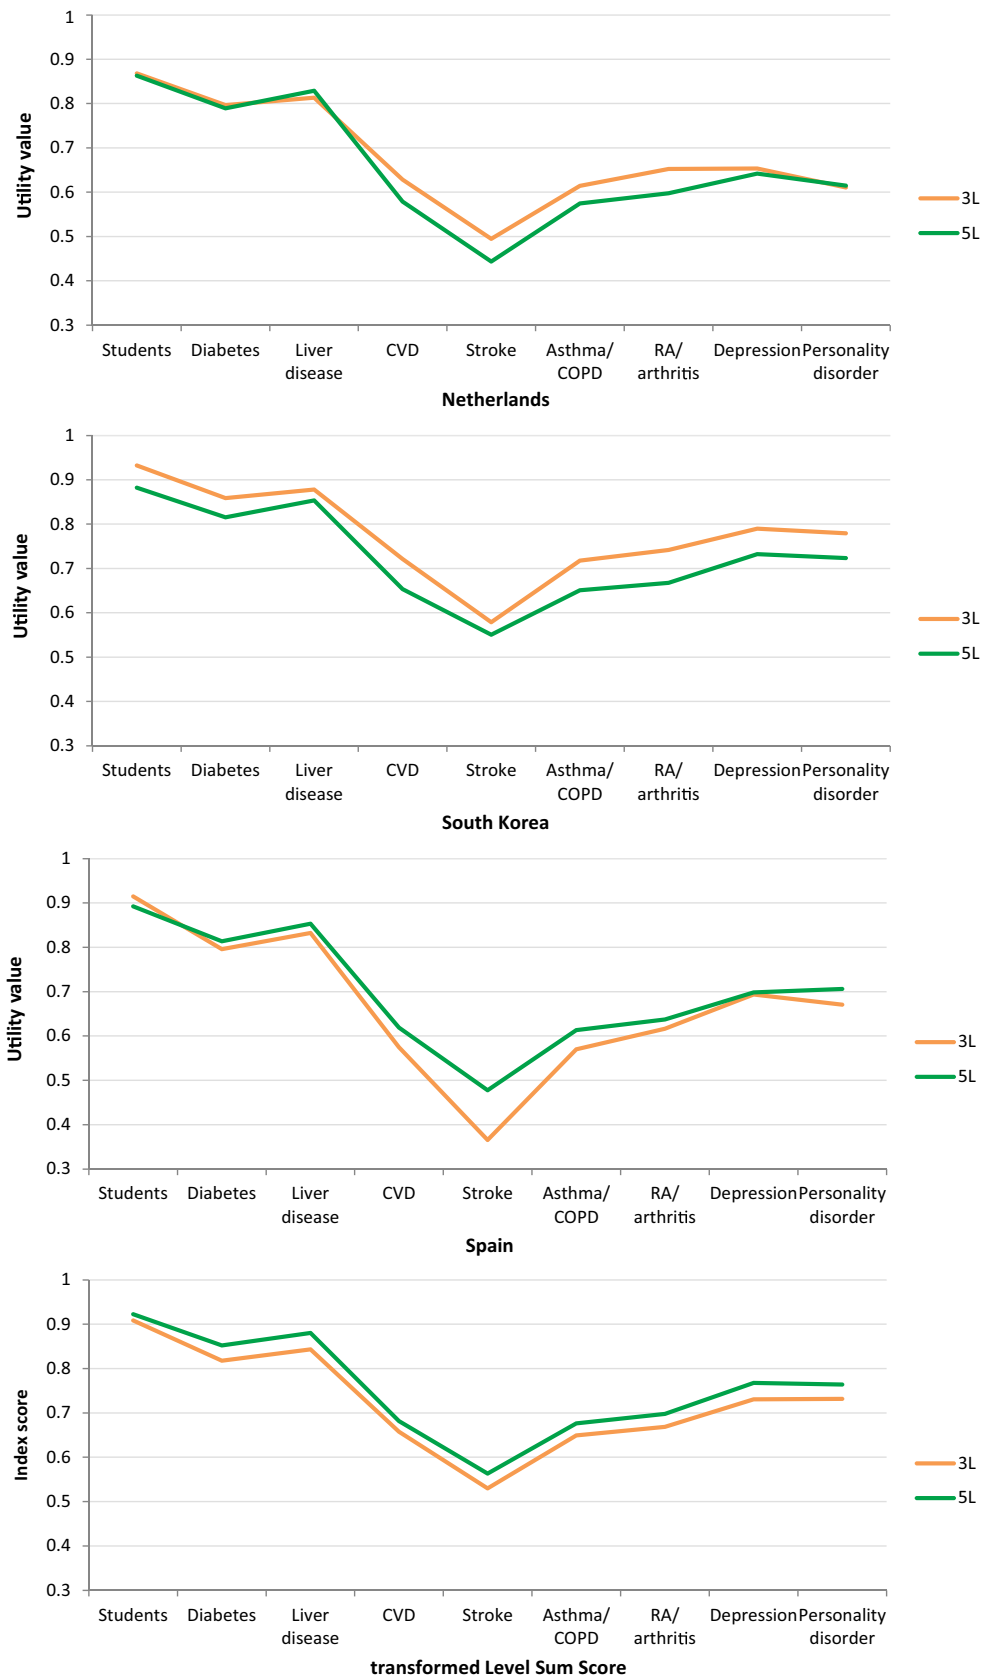 1
0.9
0.8
0.7
0.6
0.5
0.4
0.3
Utility value
3L
5L
Students Diabetes Liver disease CVD Stroke Asthma/ COPD RA/ arthritis Depression Personality disorder
Netherlands
1
0.9
0.8
0.7
0.6
0.5
0.4
0.3
Utility value
3L
5L
Students Diabetes Liver disease CVD Stroke Asthma/ COPD RA/ arthritis Depression Personality disorder
South Korea
1
0.9
0.8
0.7
0.6
0.5
0.4
0.3
Utility value
3L
5L
Students Diabetes Liver disease CVD Stroke Asthma/ COPD RA/ arthritis Depression Personality disorder
Spain
1
0.9
0.8
0.7
0.6
0.5
0.4
0.3
Index score
3L
5L
Students Diabetes Liver disease CVD Stroke Asthma/ COPD RA/ arthritis Depression Personality disorder
transformed Level Sum Score